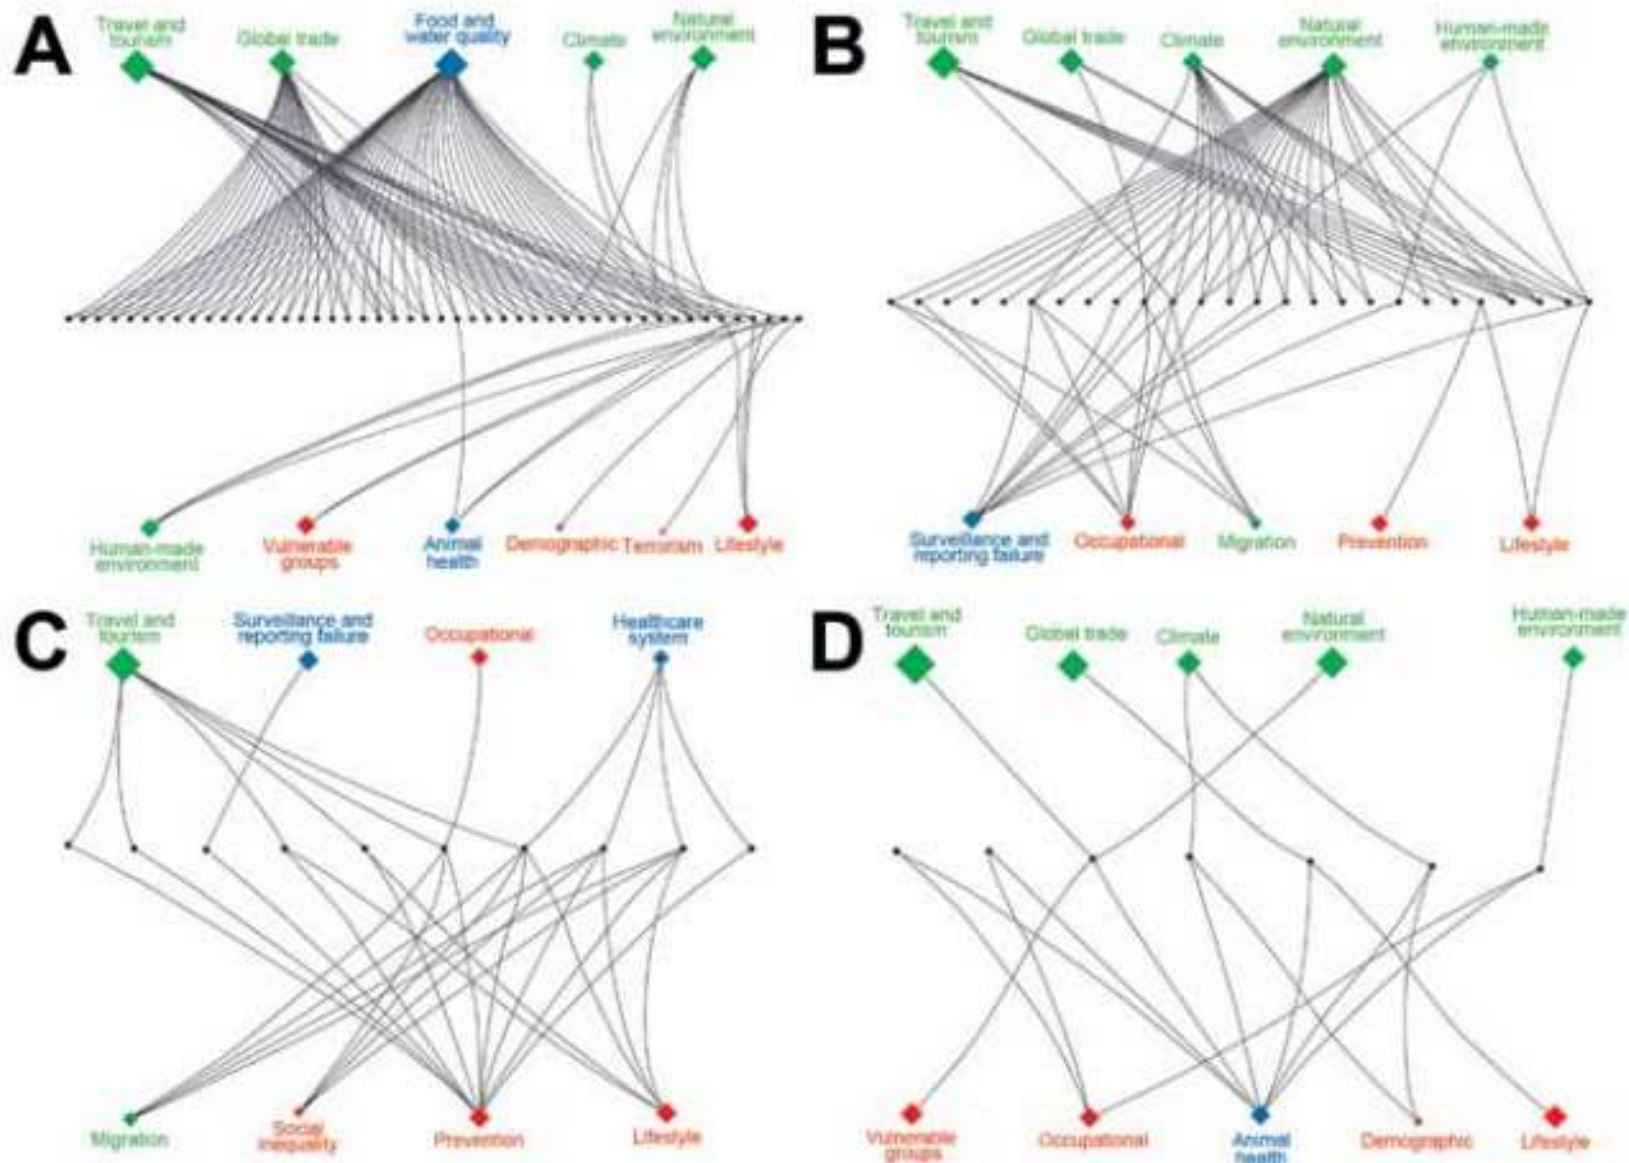 A
Travel and
tourism
Global trade
Food and
water quality
Climate
Natural
environment
Human-made
environment
Vulnerable
groups
Animal
health
Demographic
Terrorism
Lifestyle
B
Travel and
tourism
Global trade
Climate
Natural
environment
Human-made
environment
Surveillance and
reporting failure
Occupational
Migration
Prevention
Lifestyle
C
Travel and
tourism
Surveillance and
reporting failure
Occupational
Healthcare
system
Migration
Social
inequality
Prevention
Lifestyle
D
Travel and
tourism
Global trade
Climate
Natural
environment
Human-made
environment
Vulnerable
groups
Occupational
Animal
health
Demographic
Lifestyle